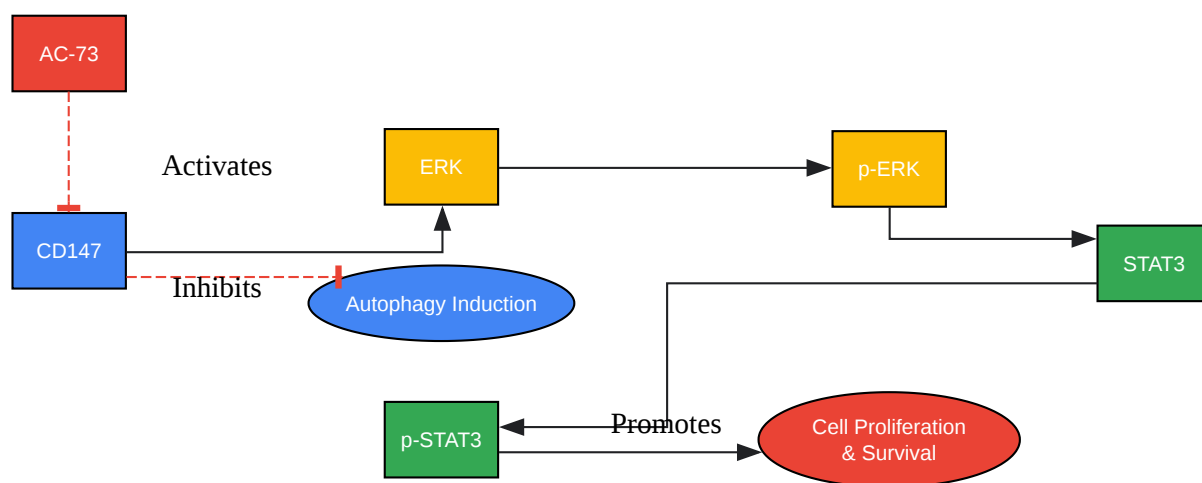 AC-73
Activates
ERK
p-ERK
CD147
STAT3
Inhibits
Autophagy Induction
p-STAT3
Promotes
Cell Proliferation
& Survival